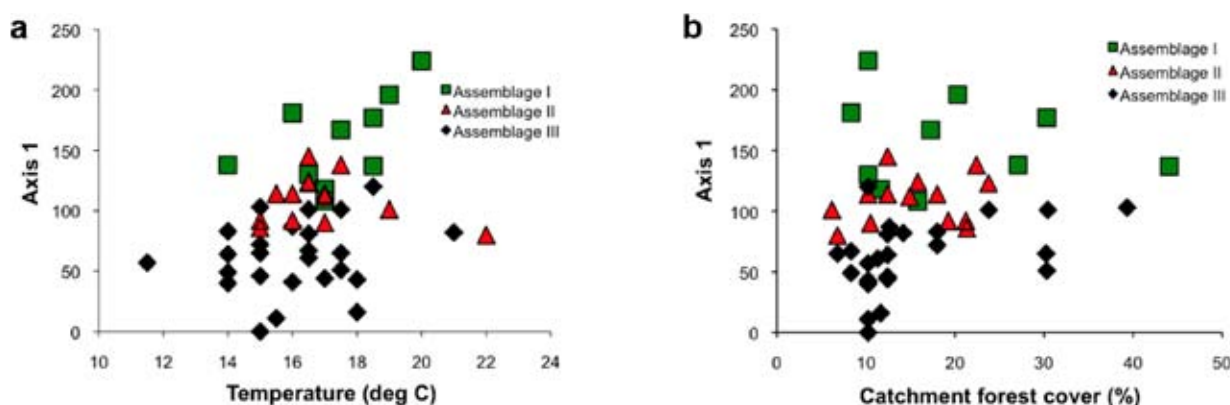 a
250
200
150
100
50
0
Axis 1
Assemblage I
Assemblage II
Assemblage III
10 12 14 16 18 20 22 24
Temperature (deg C)
b
250
200
150
100
50
0
Axis 1
Assemblage I
Assemblage II
Assemblage III
0 10 20 30 40 50
Catchment forest cover (%)